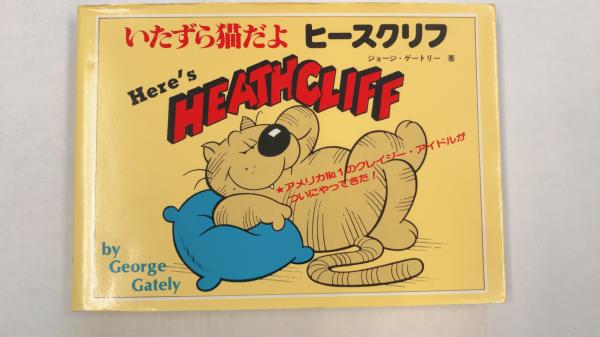 いたずら猫だよ ヒースクリフ
ジョージ・ゲートリー 著
Here's
HEATHCLIFF
★アメリカNo.1のクレイジー・アイドルが
ついにやってきた!
by
George
Gately